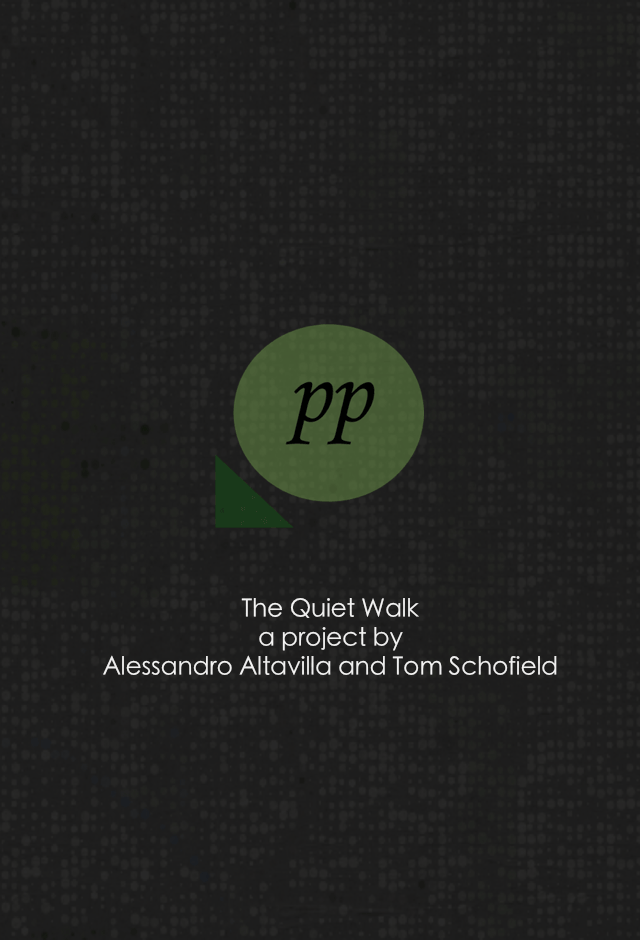 pp
The Quiet Walk
a project by
Alessandro Altavilla and Tom Schofield